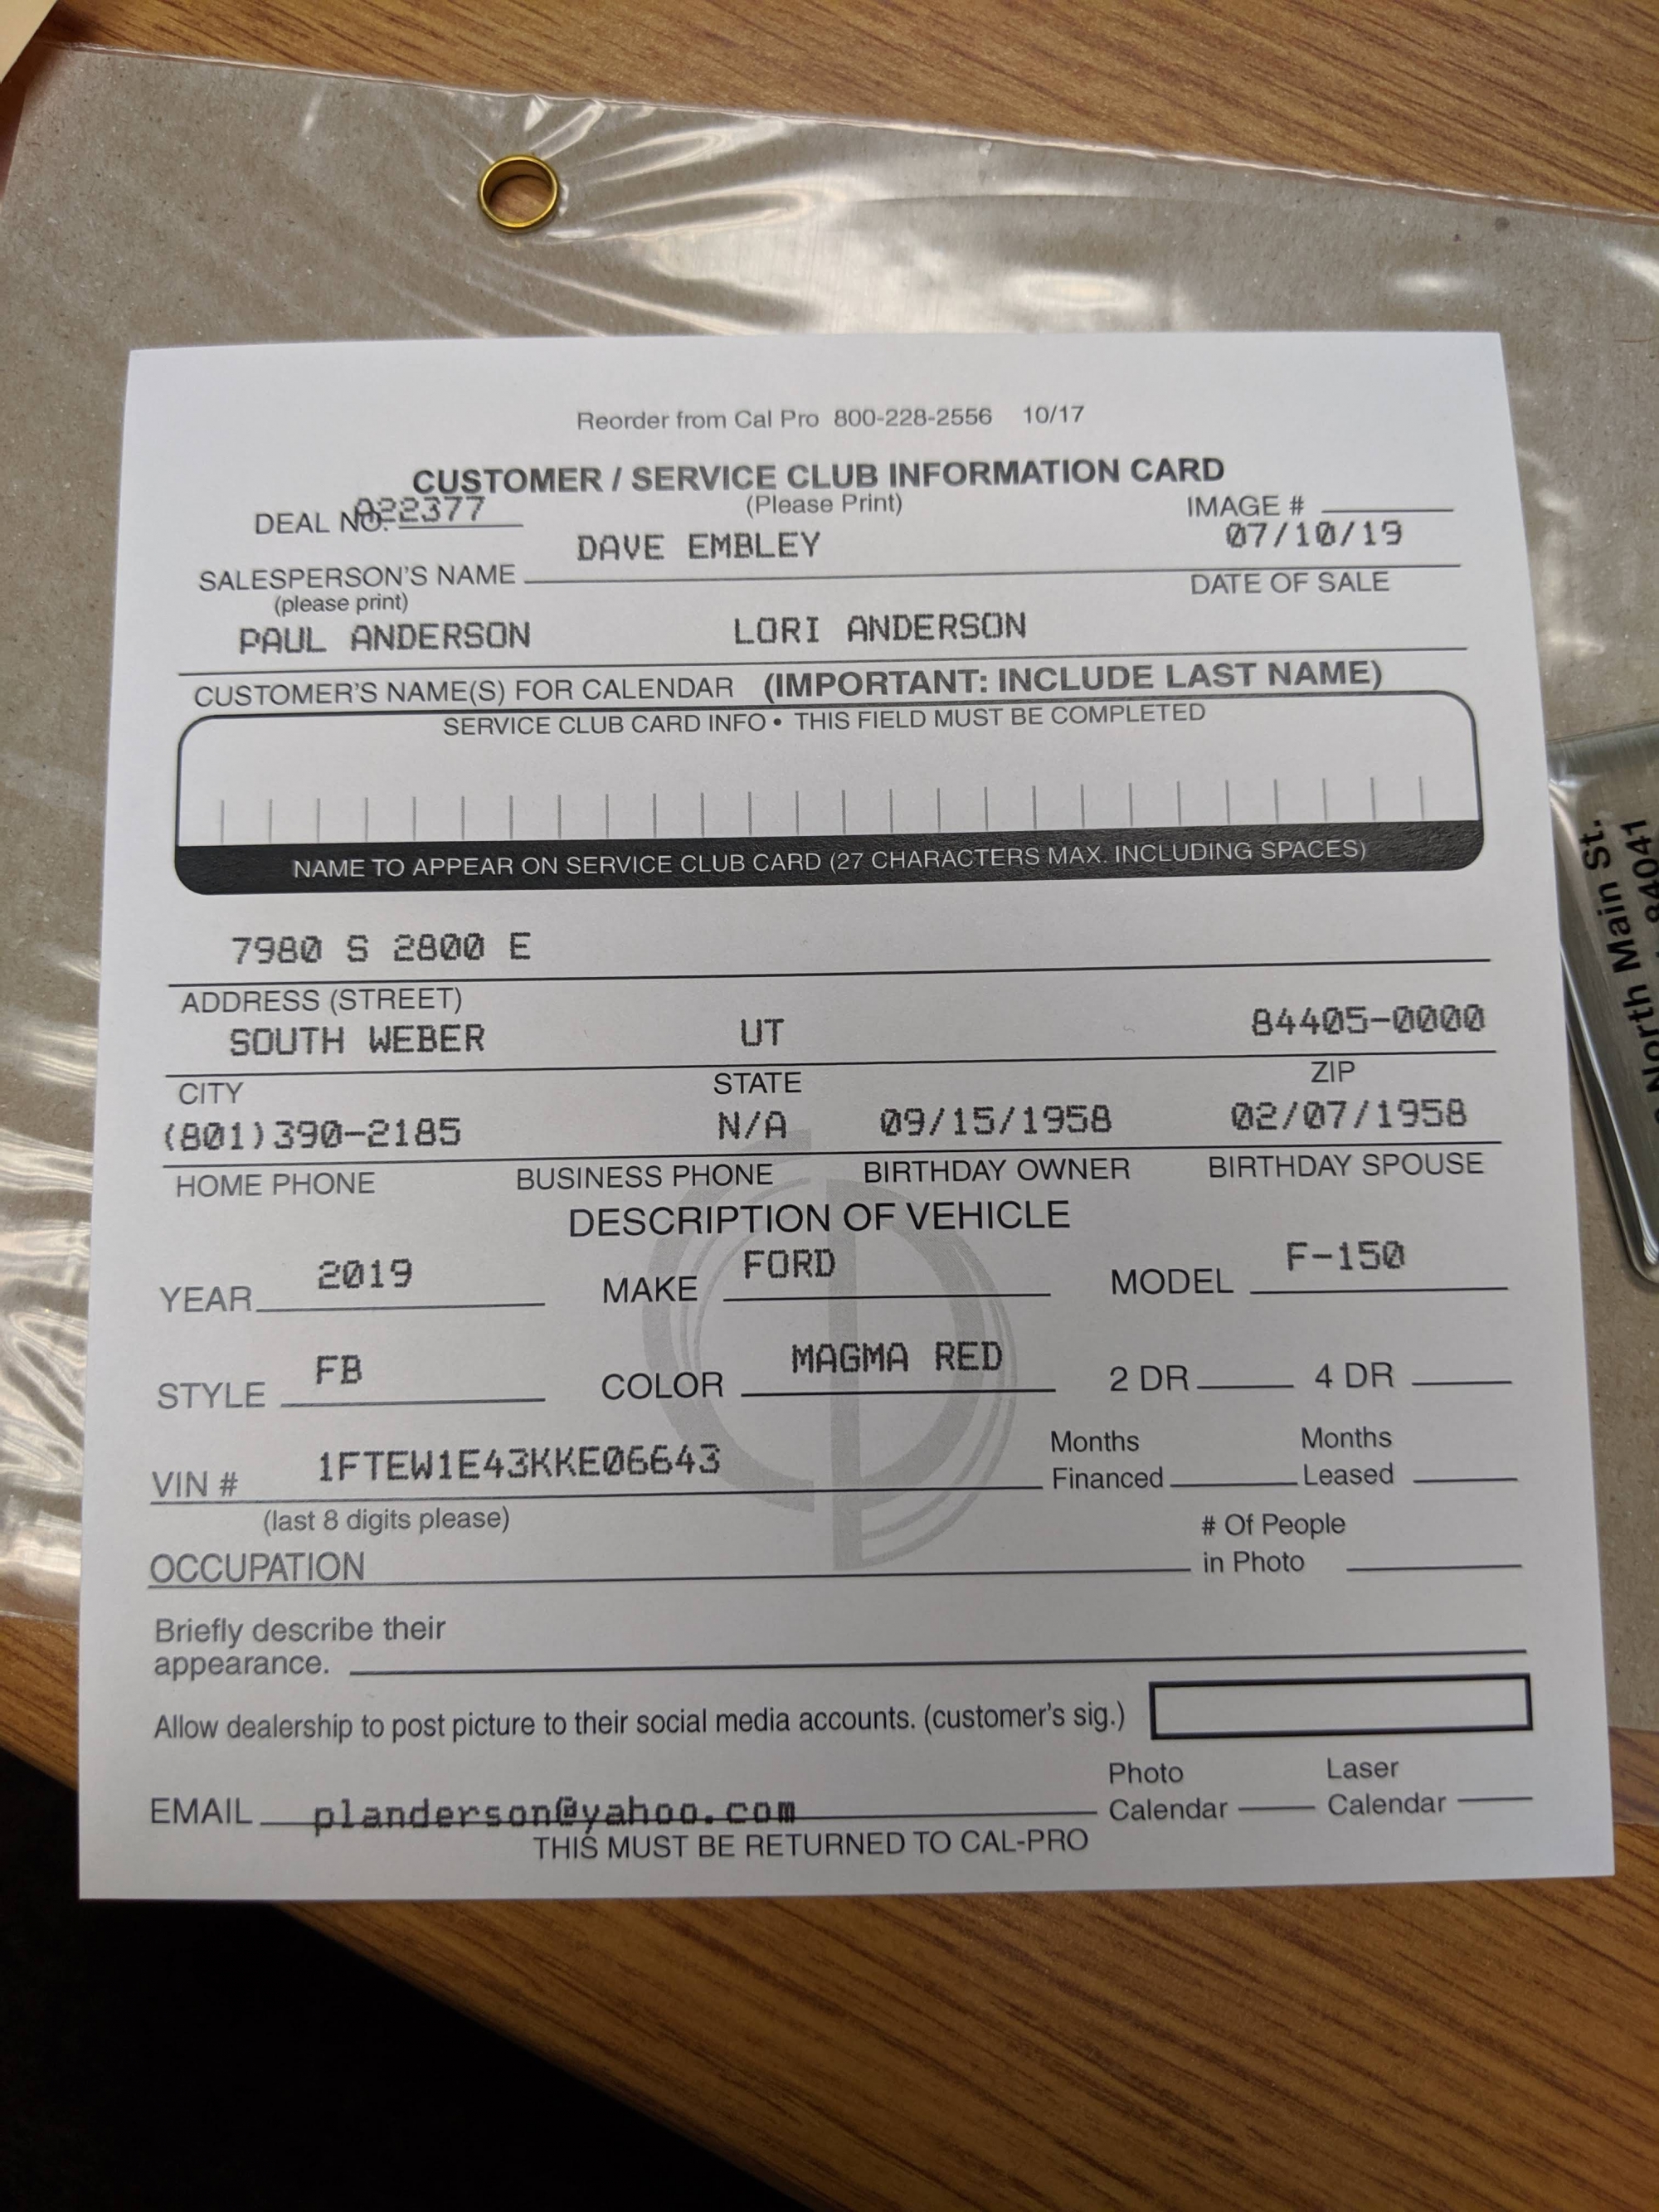 Reorder from Cal Pro 800-228-2556 10/17
CUSTOMER / SERVICE CLUB INFORMATION CARD
DEAL NO. 022377 (Please Print) IMAGE #
DAVE EMBLEY 07/10/19
SALESPERSON'S NAME DATE OF SALE
(please print)
PAUL ANDERSON LORI ANDERSON
CUSTOMER'S NAME(S) FOR CALENDAR (IMPORTANT: INCLUDE LAST NAME)
SERVICE CLUB CARD INFO • THIS FIELD MUST BE COMPLETED
NAME TO APPEAR ON SERVICE CLUB CARD (27 CHARACTERS MAX. INCLUDING SPACES)
7980 S 2800 E
ADDRESS (STREET)
SOUTH WEBER UT 84405-0000
CITY STATE ZIP
(801)390-2185 N/A 09/15/1958 02/07/1958
HOME PHONE BUSINESS PHONE BIRTHDAY OWNER BIRTHDAY SPOUSE
DESCRIPTION OF VEHICLE
YEAR 2019 MAKE FORD MODEL F-150
STYLE FB COLOR MAGMA RED 2 DR 4 DR
VIN # 1FTEW1E43KKE06643 Months Financed Months Leased
(last 8 digits please)
OCCUPATION # Of People in Photo
Briefly describe their
appearance.
Allow dealership to post picture to their social media accounts. (customer's sig.)
EMAIL planderson@yahoo.com Photo Calendar Laser Calendar
THIS MUST BE RETURNED TO CAL-PRO
North Main St.
84041